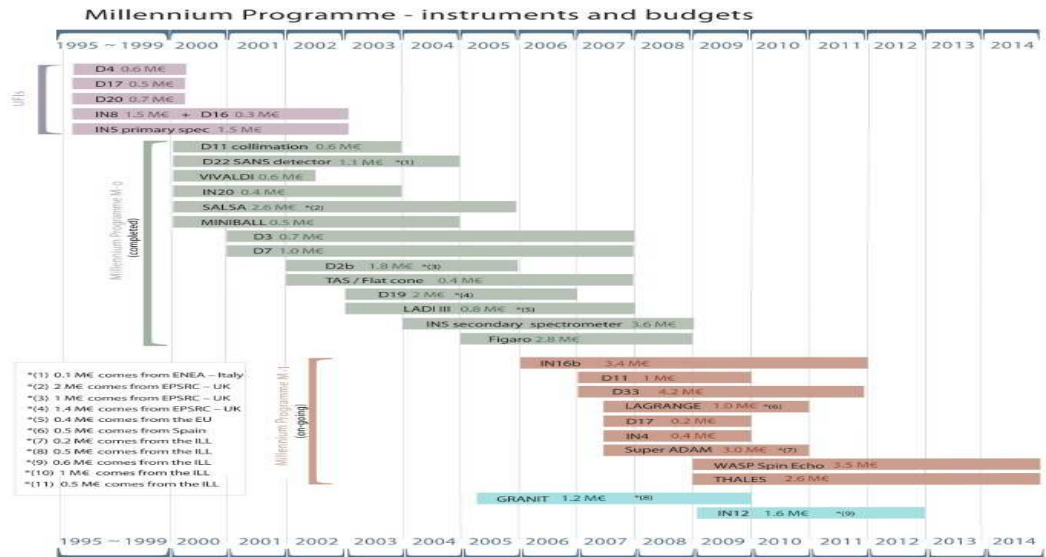 Millennium Programme - instruments and budgets
1995 ~ 1999 2000 2001 2002 2003 2004 2005 2006 2007 2008 2009 2010 2011 2012 2013 2014
UFIs
D4 0.6 M€
D17 0.5 M€
D20 0.7 M€
IN8 1.5 M€ + D16 0.3 M€
IN5 primary spec 1.5 M€
Millennium Programme M-0
(completed)
D11 collimation 0.6 M€
D22 SANS detector 1.1 M€ *(1)
VIVALDI 0.6 M€
IN20 0.4 M€
SALSA 2.6 M€ *(2)
MINIBALL 0.5 M€
D3 0.7 M€
D7 1.0 M€
D2b 1.8 M€ *(3)
TAS / Flat cone 0.4 M€
D19 2 M€ *(4)
LADI III 0.8 M€ *(5)
IN5 secondary spectrometer 3.6 M€
Figaro 2.8 M€
Millennium Programme M-1
(on-going)
IN16b 3.4 M€
D11 1 M€
D33 4.2 M€
LAGRANGE 1.0 M€ *(6)
D17 0.2 M€
IN4 0.4 M€
Super ADAM 3.0 M€ *(7)
WASP Spin Echo 3.5 M€
THALES 2.6 M€
GRANIT 1.2 M€ *(8)
IN12 1.6 M€ *(9)
*(1) 0.1 M€ comes from ENEA – Italy
*(2) 2 M€ comes from EPSRC – UK
*(3) 1 M€ comes from EPSRC – UK
*(4) 1.4 M€ comes from EPSRC – UK
*(5) 0.4 M€ comes from the EU
*(6) 0.5 M€ comes from Spain
*(7) 0.2 M€ comes from the ILL
*(8) 0.5 M€ comes from the ILL
*(9) 0.6 M€ comes from the ILL
*(10) 1 M€ comes from the ILL
*(11) 0.5 M€ comes from the ILL
1995 ~ 1999 2000 2001 2002 2003 2004 2005 2006 2007 2008 2009 2010 2011 2012 2013 2014